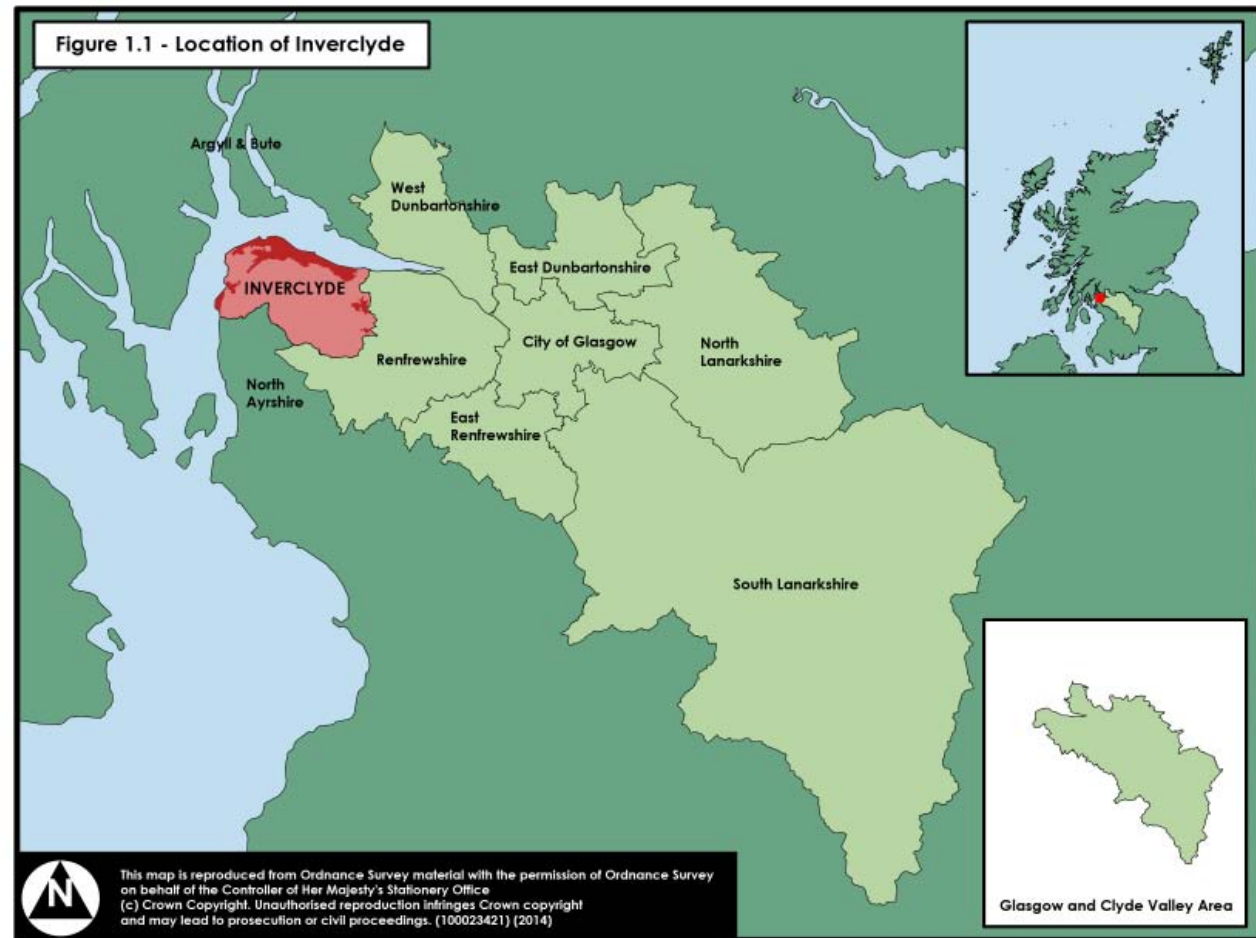 Figure 1.1 - Location of Inverclyde
Argyll & Bute
West
Dunbartonshire
East Dunbartonshire
INVERCLYDE
City of Glasgow
North
Lanarkshire
Renfrewshire
North
Ayrshire
East
Renfrewshire
South Lanarkshire
Glasgow and Clyde Valley Area
N
This map is reproduced from Ordnance Survey material with the permission of Ordnance Survey
on behalf of the Controller of Her Majesty's Stationery Office
(c) Crown Copyright. Unauthorised reproduction infringes Crown copyright
and may lead to prosecution or civil proceedings. (100023421) (2014)